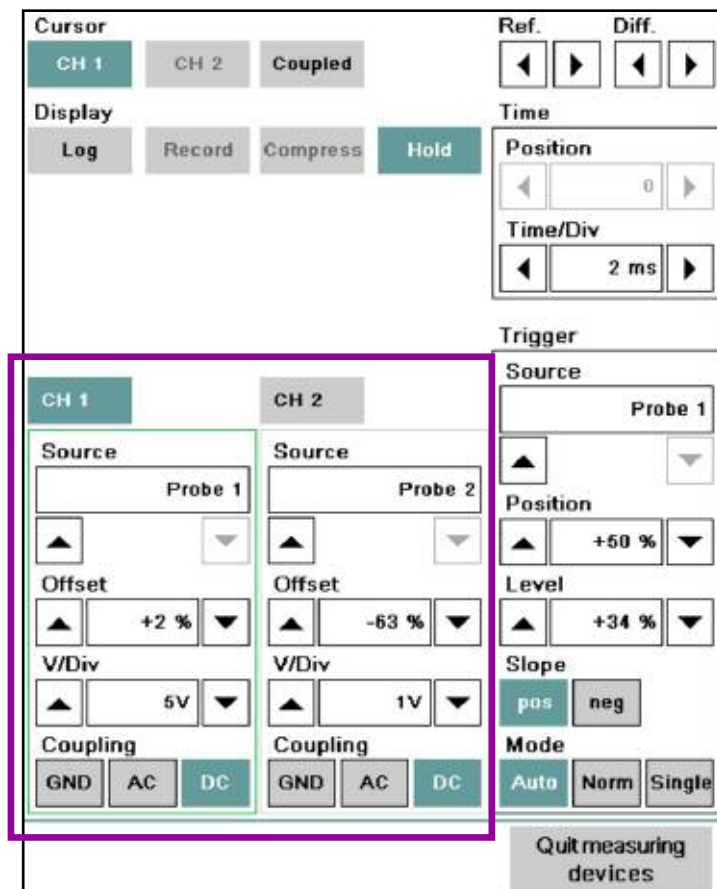 Cursor
CH 1 CH 2 Coupled
Display
Log Record Compress Hold
Ref. Diff.
Time
Position
0
Time/Div
2 ms
CH 1
Source
Probe 1
Offset
+2 %
V/Div
5V
Coupling
GND AC DC
CH 2
Source
Probe 2
Offset
-63 %
V/Div
1V
Coupling
GND AC DC
Trigger
Source
Probe 1
Position
+50 %
Level
+34 %
Slope
pos neg
Mode
Auto Norm Single
Quit measuring
devices